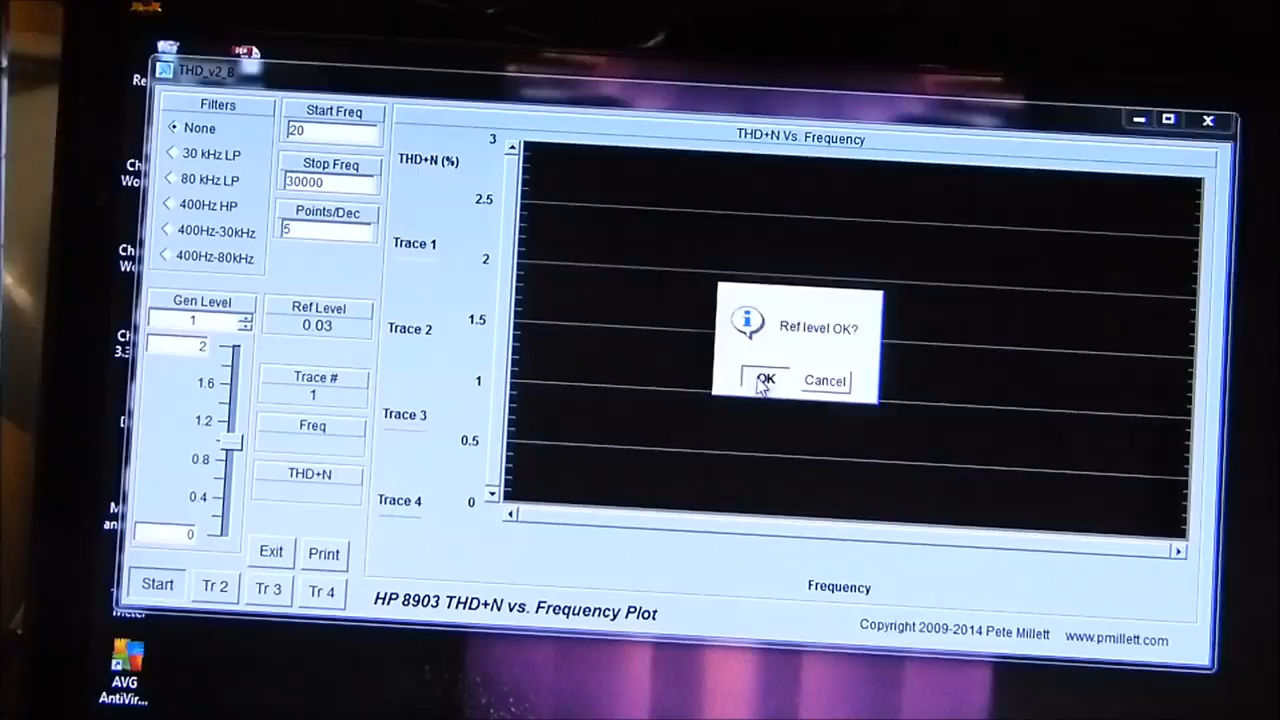 THD_v2_B
Filters
None
30 kHz LP
80 kHz LP
400Hz HP
400Hz-30kHz
400Hz-80kHz
Start Freq
20
Stop Freq
30000
Points/Dec
5
Gen Level
1
2
1.6
1.2
0.8
0.4
0
Ref Level
0.03
Trace #
1
Freq
THD+N
Exit
Print
Start
Tr 2
Tr 3
Tr 4
THD+N Vs. Frequency
THD+N (%)
3
2.5
2
1.5
1
0.5
0
Trace 1
Trace 2
Trace 3
Trace 4
Ref level OK?
OK
Cancel
Frequency
HP 8903 THD+N vs. Frequency Plot
Copyright 2009-2014 Pete Millett www.pmillett.com
AVG
AntiVir...